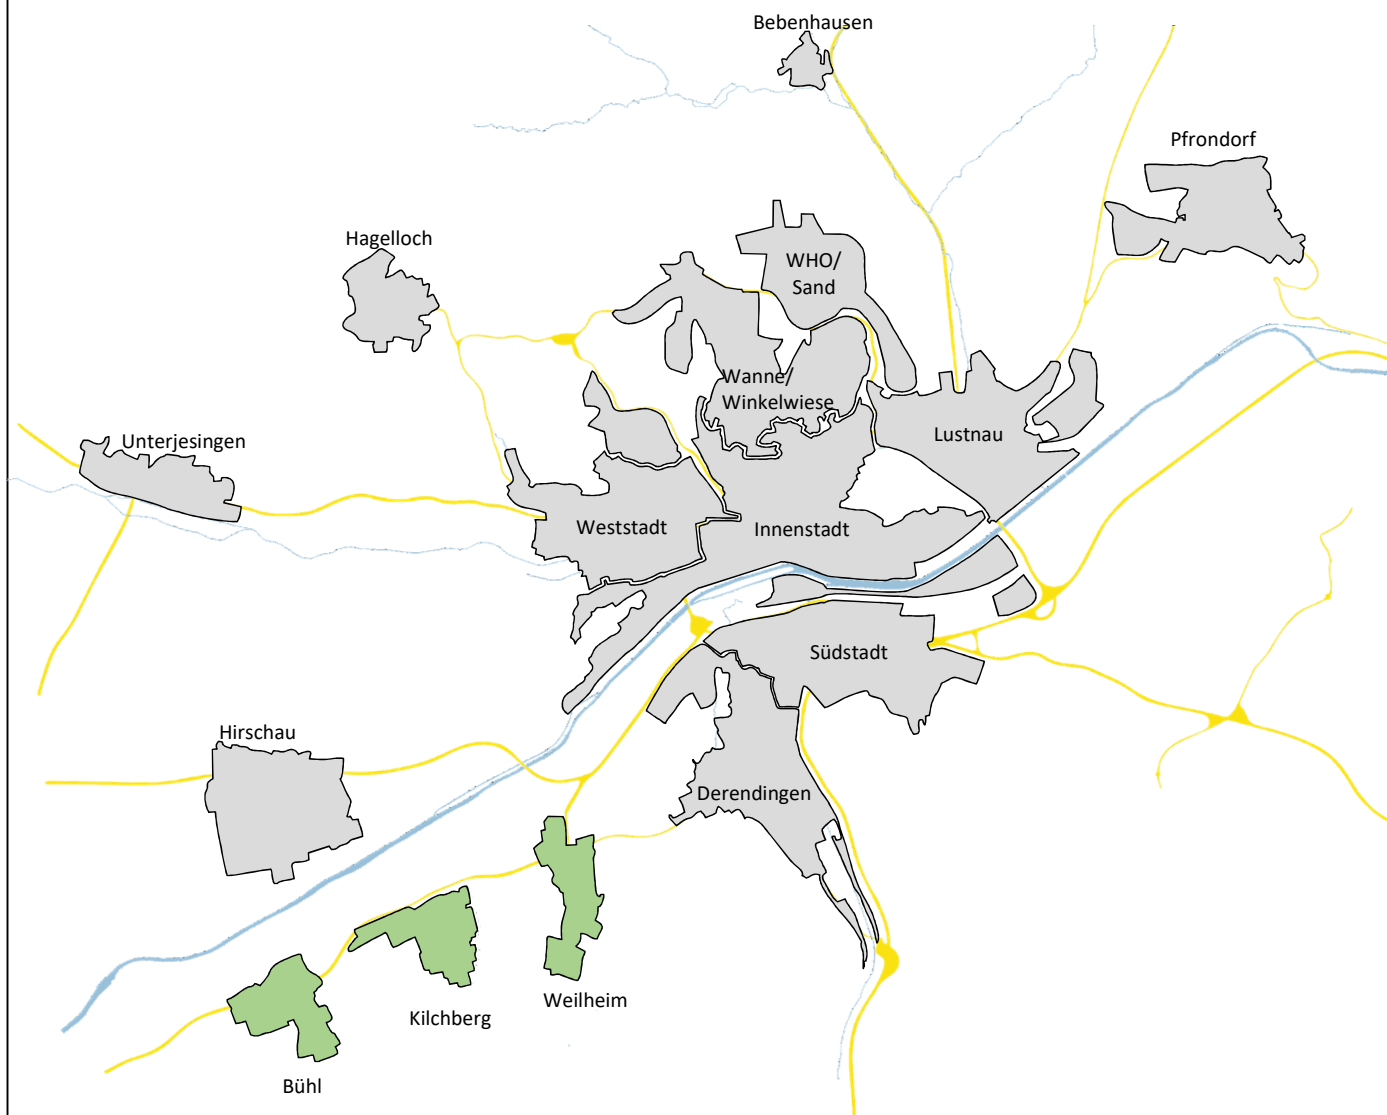 Bebenhausen
Pfrondorf
Hagelloch
WHO/
Sand
Wanne/
Winkelwiese
Lustnau
Unterjesingen
Weststadt
Innenstadt
Südstadt
Hirschau
Derendingen
Weilheim
Kilchberg
Bühl